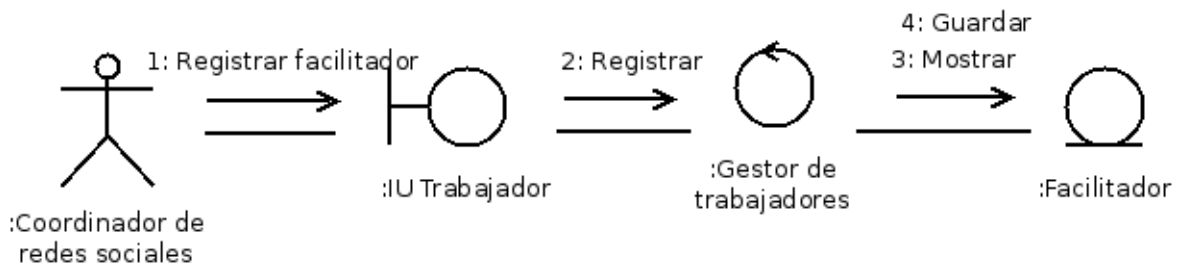 4: Guardar
1: Registrar facilitador
2: Registrar
3: Mostrar
:Coordinador de
redes sociales
:IU Trabajador
:Gestor de
trabajadores
:Facilitador